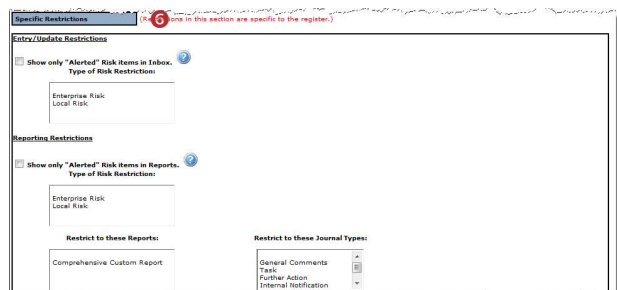 Specific Restrictions
6
(Re ions in this section are specific to the register.)
Entry/Update Restrictions
Show only "Alerted" Risk items in Inbox. ?
Type of Risk Restriction:
Enterprise Risk
Local Risk
Reporting Restrictions
Show only "Alerted" Risk items in Reports. ?
Type of Risk Restriction:
Enterprise Risk
Local Risk
Restrict to these Reports:
Restrict to these Journal Types:
Comprehensive Custom Report
General Comments
Task
Further Action
Internal Notification